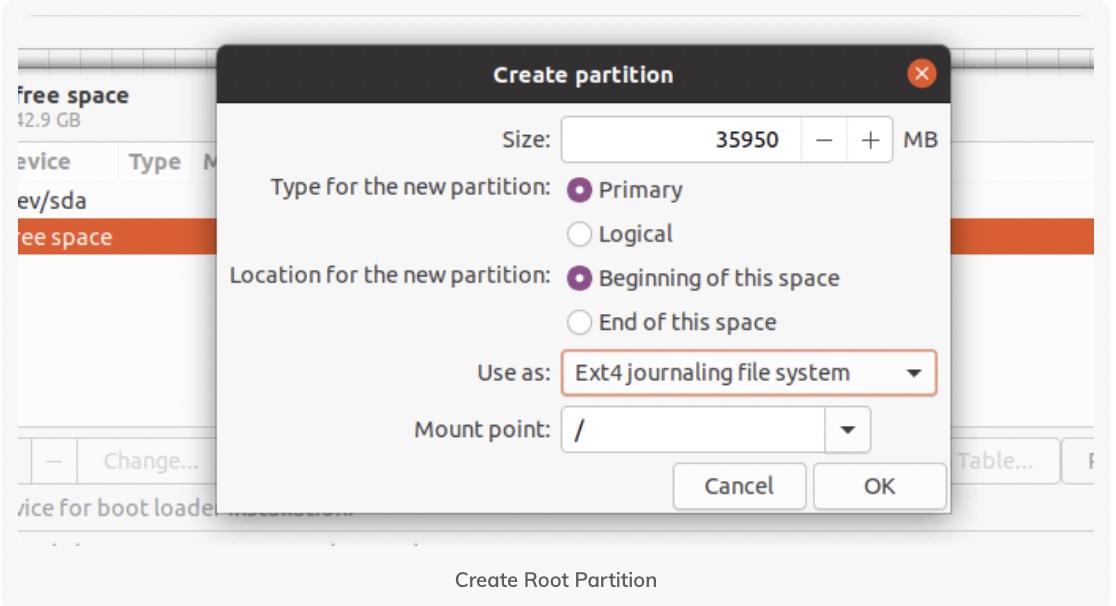 Create partition
free space
42.9 GB
Size: 35950 MB
evice Type M
Type for the new partition: Primary
ev/sda
Logical
ree space
Location for the new partition: Beginning of this space
End of this space
Use as: Ext4 journaling file system
Mount point: /
Change... Table...
Cancel OK
vice for boot loader installation:
Create Root Partition